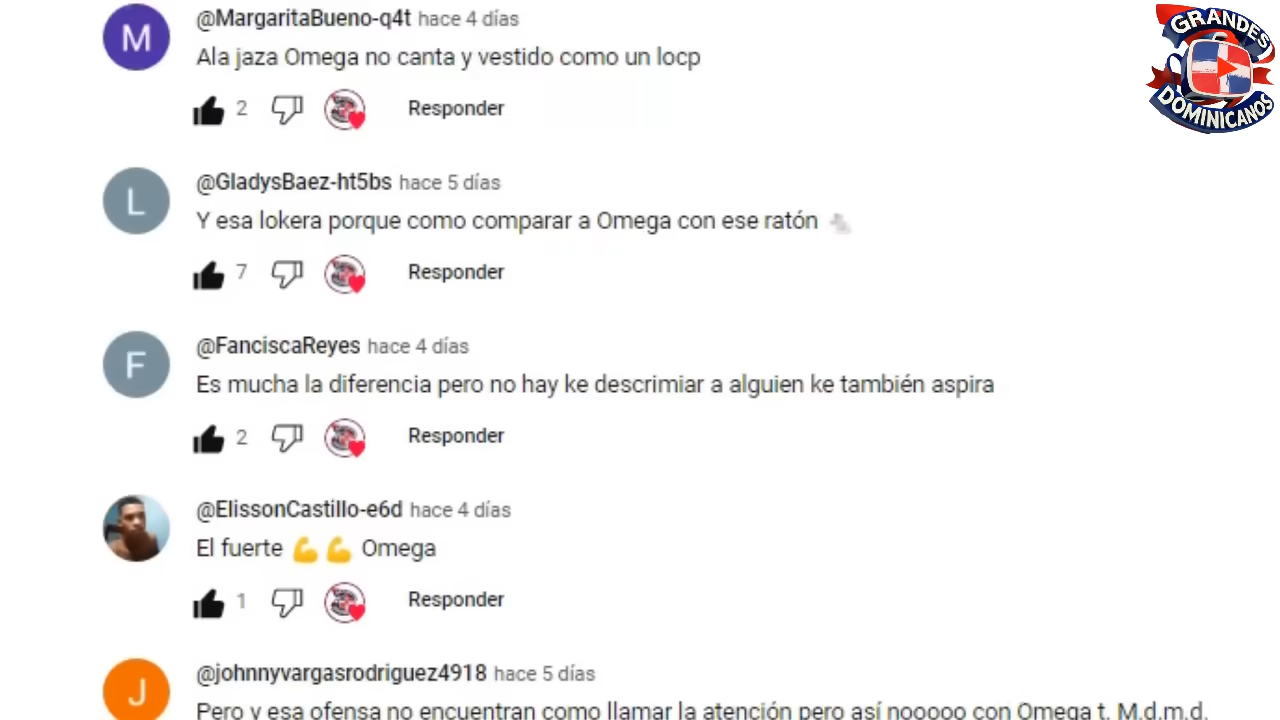 GRANDES
DOMINICANOS
M
@MargaritaBueno-q4t hace 4 días
Ala jaza Omega no canta y vestido como un locp
2 Responder
L
@GladysBaez-ht5bs hace 5 días
Y esa lokera porque como comparar a Omega con ese ratón 🐁
7 Responder
F
@FanciscaReyes hace 4 días
Es mucha la diferencia pero no hay ke descrimiar a alguien ke también aspira
2 Responder
@ElissonCastillo-e6d hace 4 días
El fuerte 💪💪 Omega
1 Responder
J
@johnnyvargasrodriguez4918 hace 5 días
Pero y esa ofensa no encuentran como llamar la atención pero así nooooo con Omega t. M.d.m.d.